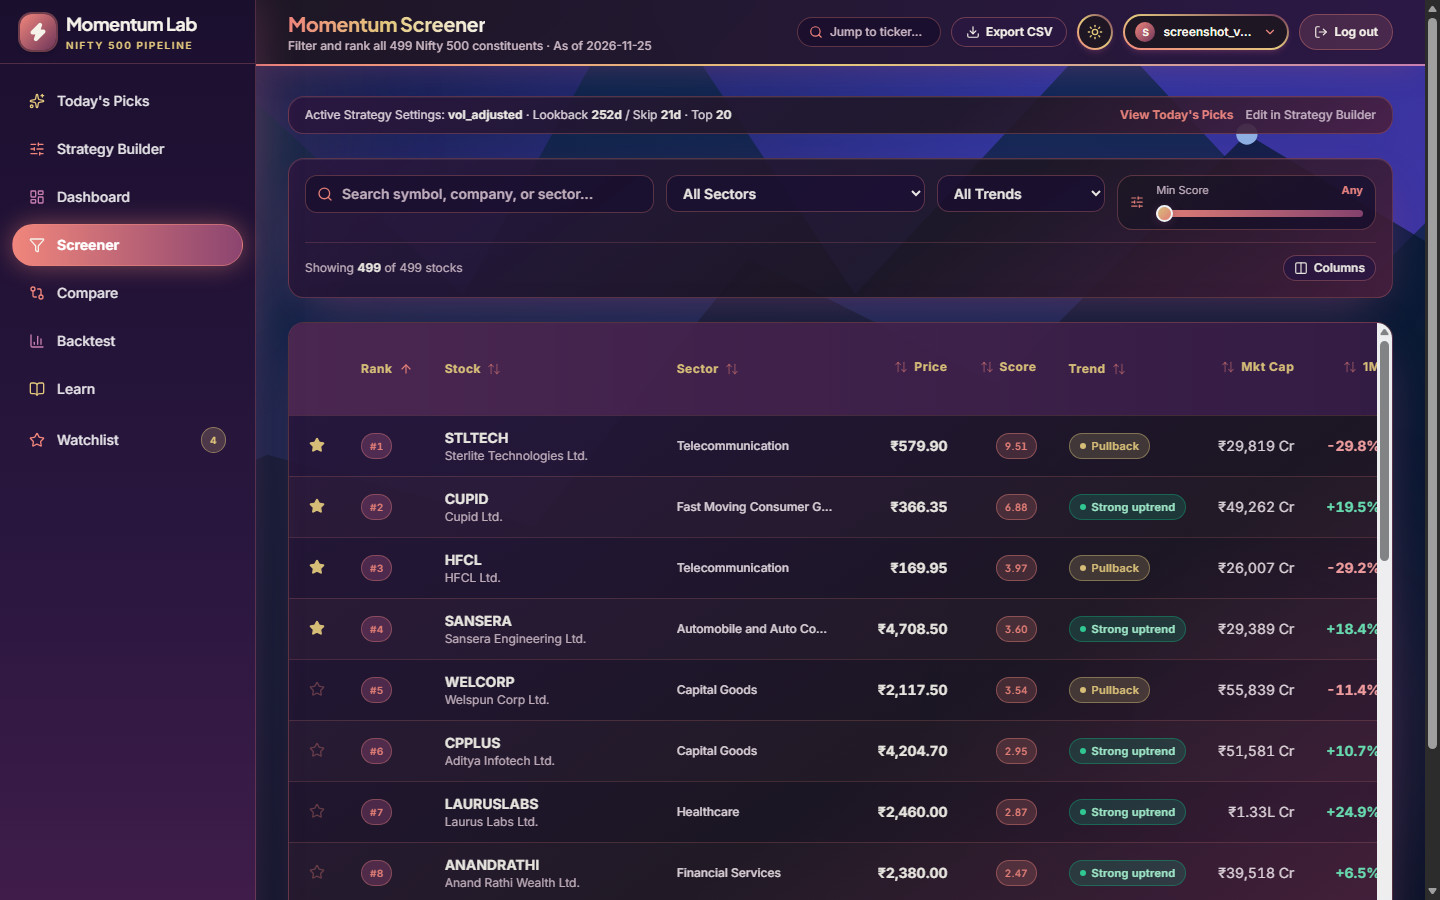 Momentum Lab
NIFTY 500 PIPELINE
Today's Picks
Strategy Builder
Dashboard
Screener
Compare
Backtest
Learn
Watchlist 4
Momentum Screener
Filter and rank all 499 Nifty 500 constituents · As of 2026-11-25
Jump to ticker...
Export CSV
S screenshot_v...
Log out
Active Strategy Settings: vol_adjusted · Lookback 252d / Skip 21d · Top 20
View Today's Picks Edit in Strategy Builder
Search symbol, company, or sector...
All Sectors
All Trends
Min Score Any
Showing 499 of 499 stocks
Columns
Rank Stock Sector Price Score Trend Mkt Cap 1M
#1 STLTECH Telecommunication ₹579.90 9.51 Pullback ₹29,819 Cr -29.8%
Sterlite Technologies Ltd.
#2 CUPID Fast Moving Consumer G... ₹366.35 6.88 Strong uptrend ₹49,262 Cr +19.5%
Cupid Ltd.
#3 HFCL Telecommunication ₹169.95 3.97 Pullback ₹26,007 Cr -29.2%
HFCL Ltd.
#4 SANSERA Automobile and Auto Co... ₹4,708.50 3.60 Strong uptrend ₹29,389 Cr +18.4%
Sansera Engineering Ltd.
#5 WELCORP Capital Goods ₹2,117.50 3.54 Pullback ₹55,839 Cr -11.4%
Welspun Corp Ltd.
#6 CPPLUS Capital Goods ₹4,204.70 2.95 Strong uptrend ₹51,581 Cr +10.7%
Aditya Infotech Ltd.
#7 LAURUSLABS Healthcare ₹2,460.00 2.87 Strong uptrend ₹1.33L Cr +24.9%
Laurus Labs Ltd.
#8 ANANDRATHI Financial Services ₹2,380.00 2.47 Strong uptrend ₹39,518 Cr +6.5%
Anand Rathi Wealth Ltd.